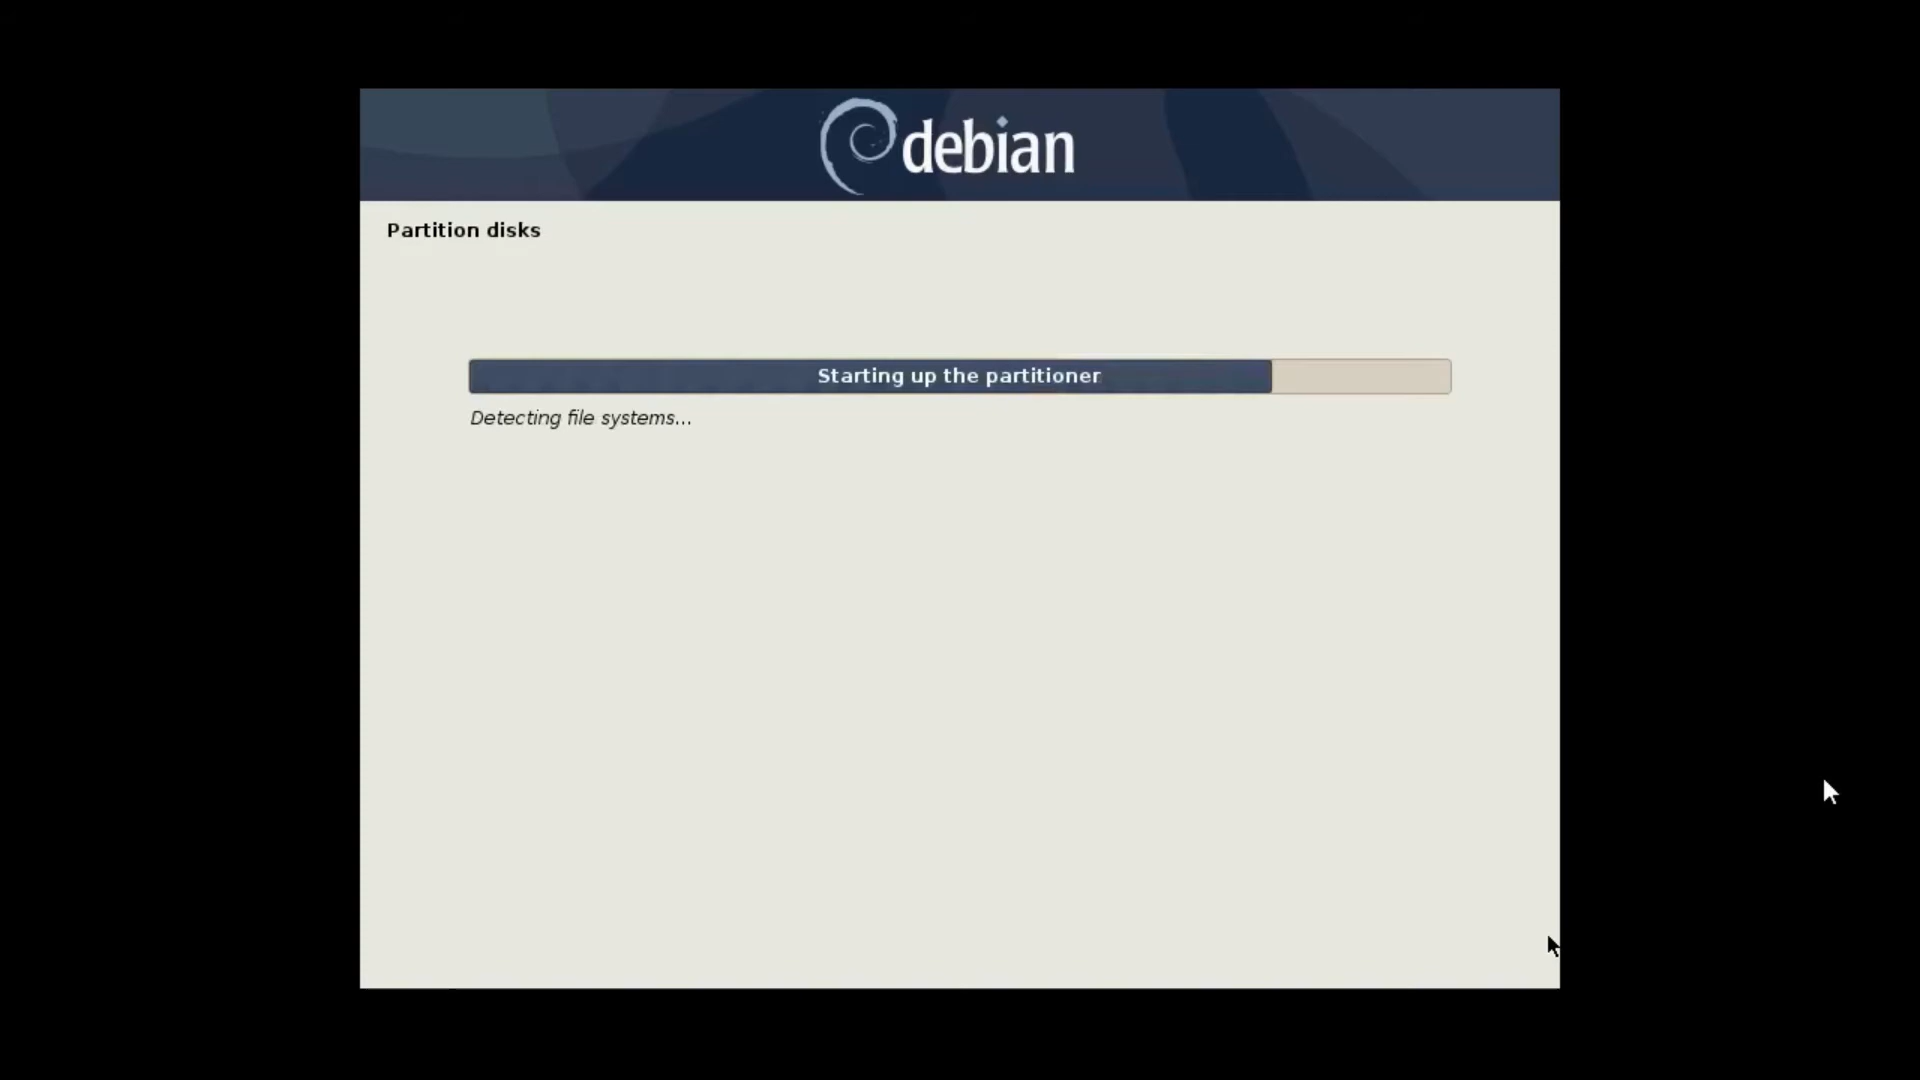 debian
Partition disks
Starting up the partitioner
Detecting file systems...